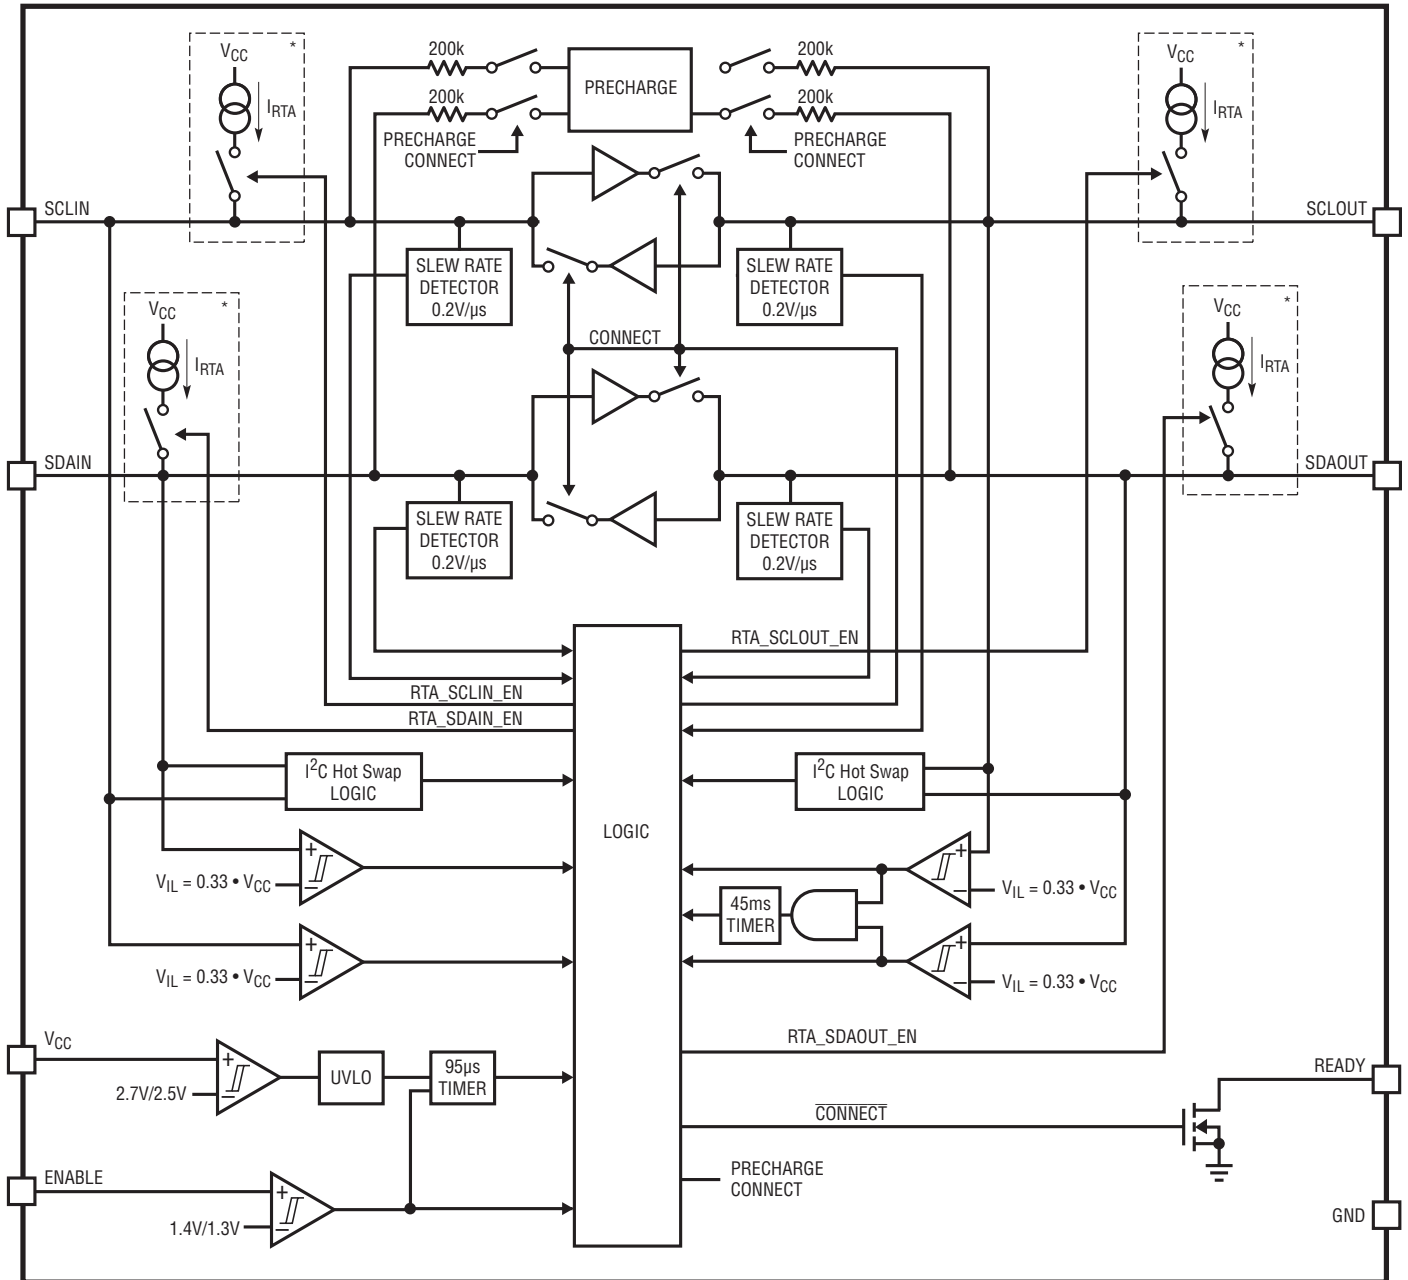 VCC
*
IRTA
200k
200k
PRECHARGE
200k
200k
VCC
*
IRTA
PRECHARGE
CONNECT
PRECHARGE
CONNECT
SCLIN
SCLOUT
SLEW RATE
DETECTOR
0.2V/µs
SLEW RATE
DETECTOR
0.2V/µs
VCC
*
IRTA
CONNECT
VCC
*
IRTA
SDAIN
SDAOUT
SLEW RATE
DETECTOR
0.2V/µs
SLEW RATE
DETECTOR
0.2V/µs
RTA_SCLOUT_EN
RTA_SCLIN_EN
RTA_SDAIN_EN
I2C Hot Swap
LOGIC
I2C Hot Swap
LOGIC
LOGIC
+
–
VIL = 0.33 • VCC
+
–
VIL = 0.33 • VCC
45ms
TIMER
+
–
VIL = 0.33 • VCC
+
–
VIL = 0.33 • VCC
RTA_SDAOUT_EN
VCC
+
–
2.7V/2.5V
UVLO
95µs
TIMER
READY
CONNECT
ENABLE
+
–
1.4V/1.3V
PRECHARGE
CONNECT
GND